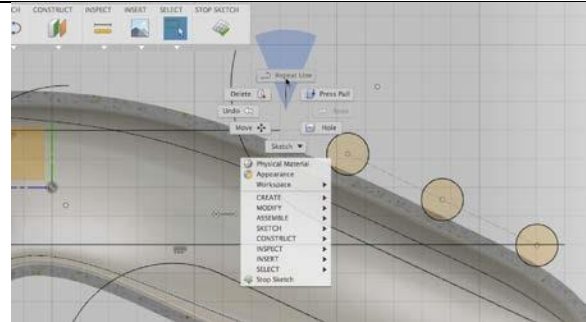 CH CONSTRUCT INSPECT INSERT SELECT STOP SKETCH
Repeat Line
Delete Press Pull
Undo
Move Hole
Sketch
Physical Material
Appearance
Workspace
CREATE
MODIFY
ASSEMBLE
SKETCH
CONSTRUCT
INSPECT
INSERT
SELECT
Stop Sketch